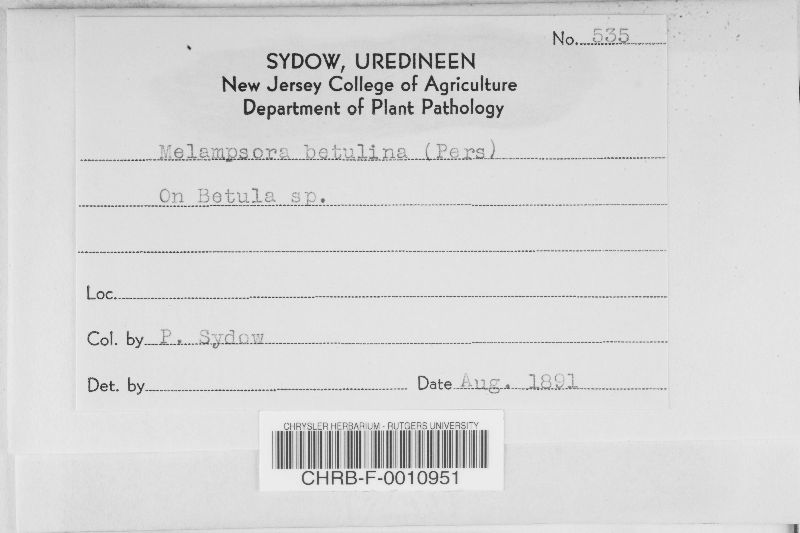 No. 535
SYDOW, UREDINEEN
New Jersey College of Agriculture
Department of Plant Pathology
Melampsora betulina (Pers)
On Betula sp.
Loc.
Col. by P. Sydow
Det. by Date Aug. 1891
CHRYSLER HERBARIUM - RUTGERS UNIVERSITY
CHRB-F-0010951